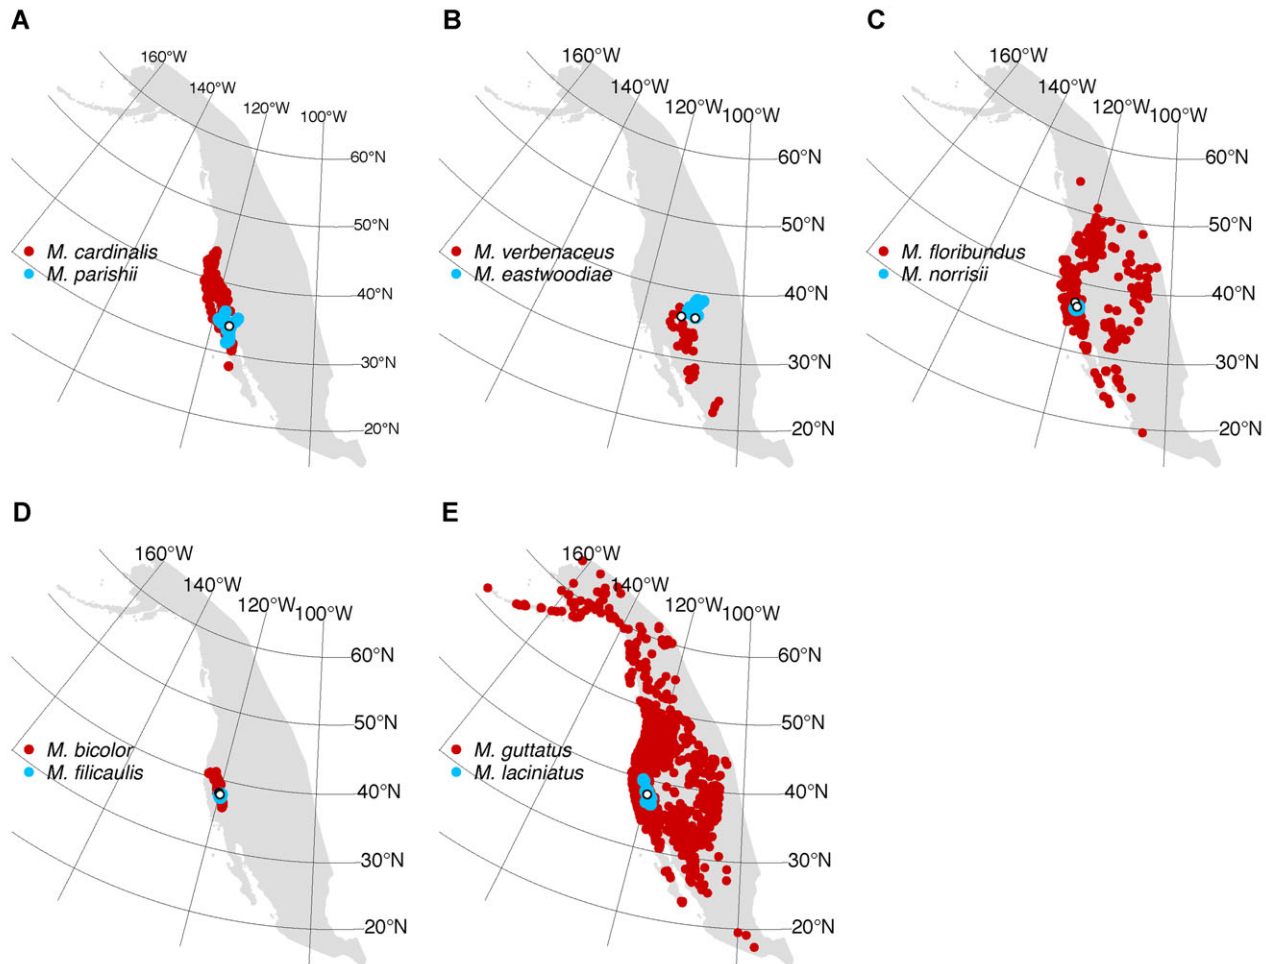 A
160°W
140°W
120°W
100°W
60°N
50°N
40°N
30°N
20°N
M. cardinalis
M. parishii
B
160°W
140°W
120°W
100°W
60°N
50°N
40°N
30°N
20°N
M. verbenaceus
M. eastwoodiae
C
160°W
140°W
120°W
100°W
60°N
50°N
40°N
30°N
20°N
M. floribundus
M. norrisii
D
160°W
140°W
120°W
100°W
60°N
50°N
40°N
30°N
20°N
M. bicolor
M. filicaulis
E
160°W
140°W
120°W
100°W
60°N
50°N
40°N
30°N
20°N
M. guttatus
M. laciniatus